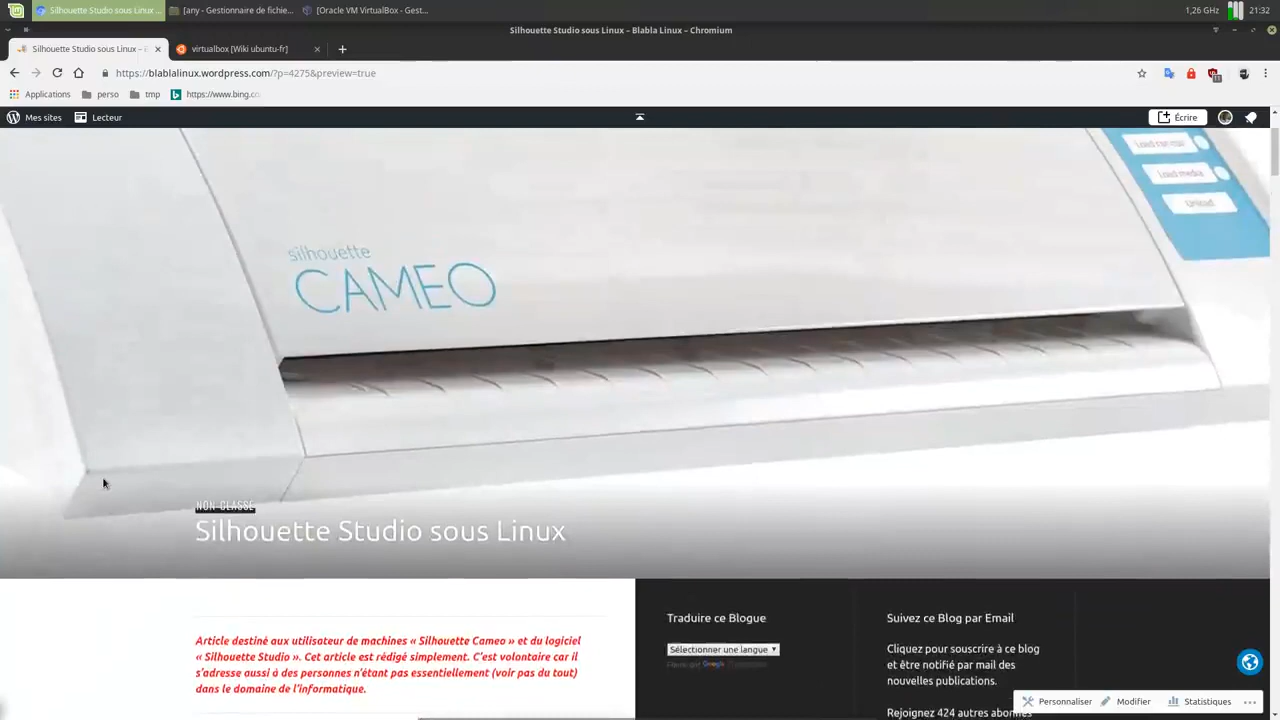 Silhouette Studio sous Linux ...
[any - Gestionnaire de fichie...
[Oracle VM VirtualBox - Gest...
1,26 GHz
21:32
Silhouette Studio sous Linux – Blabla Linux – Chromium
Silhouette Studio sous Linux –
virtualbox [Wiki ubuntu-fr]
https://blablalinux.wordpress.com/?p=4275&preview=true
Applications
perso
tmp
https://www.bing.co
Mes sites
Lecteur
Écrire
Load media
Unload
silhouette
CAMEO
NON CLASSÉ
Silhouette Studio sous Linux
Article destiné aux utilisateur de machines « Silhouette Cameo » et du logiciel
« Silhouette Studio ». Cet article est rédigé simplement. C'est volontaire car il
s'adresse aussi à des personnes n'étant pas essentiellement (voir pas du tout)
dans le domaine de l'informatique.
Traduire ce Blogue
Sélectionner une langue
Google
Suivez ce Blog par Email
Cliquez pour souscrire à ce blog
et être notifié par mail des
nouvelles publications.
Rejoignez 424 autres abonnés
Personnaliser
Modifier
Statistiques